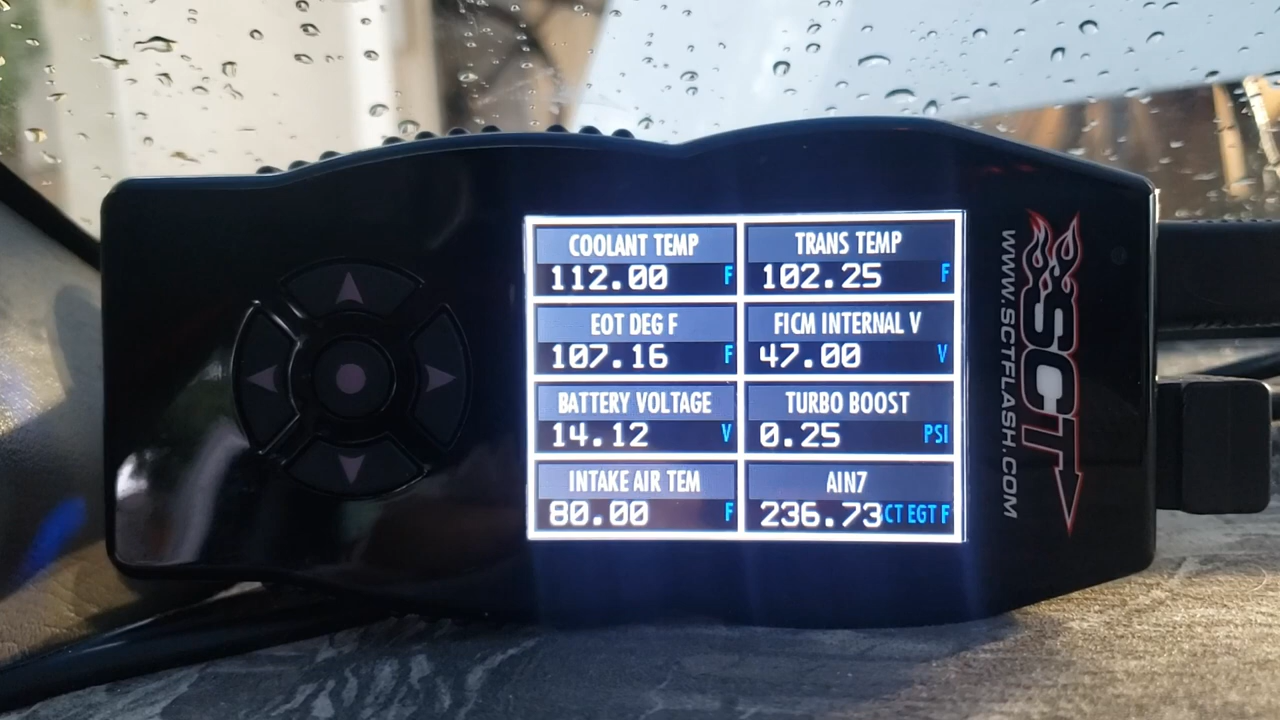 COOLANT TEMP
112.00 F
TRANS TEMP
102.25 F
EOT DEG F
107.16 F
FICM INTERNAL V
47.00 V
BATTERY VOLTAGE
14.12 V
TURBO BOOST
0.25 PSI
INTAKE AIR TEM
80.00 F
AIN7
236.73 CT EGT F
SCT
WWW.SCTFLASH.COM